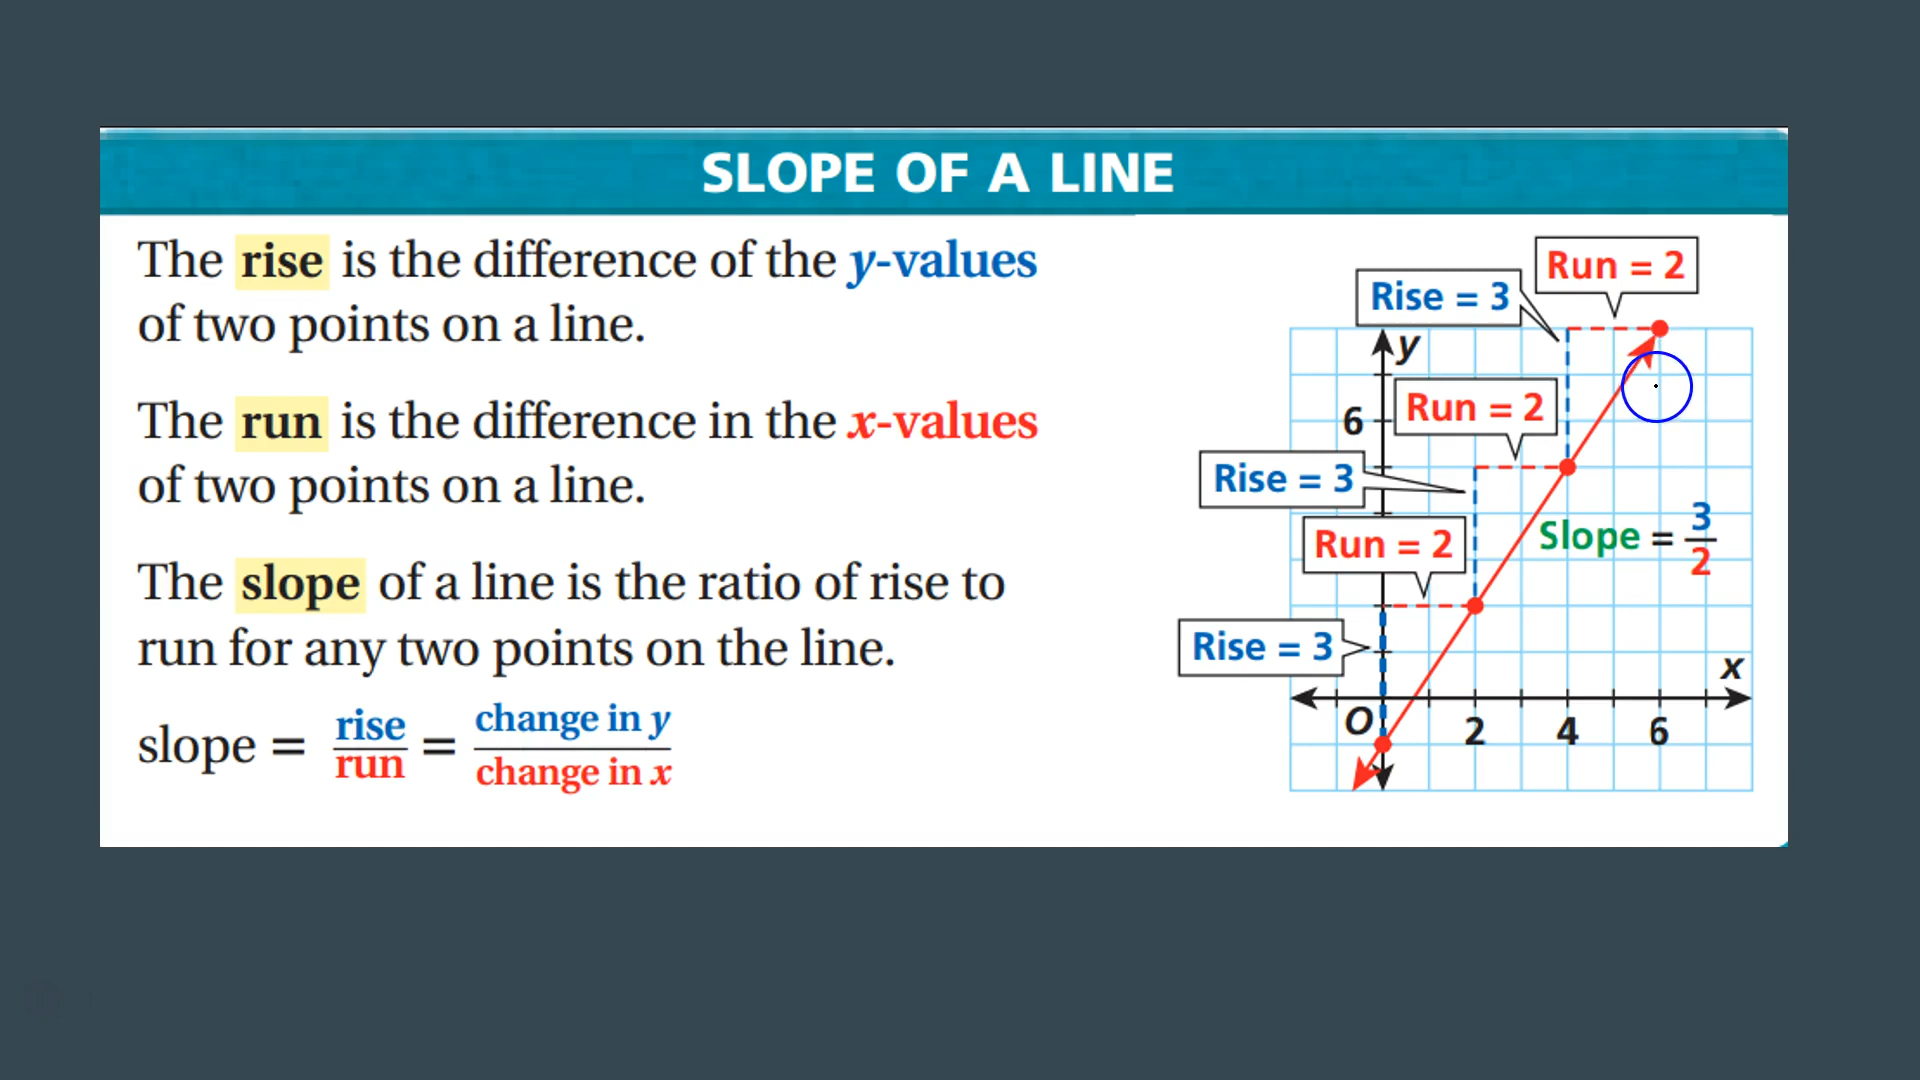 SLOPE OF A LINE
The rise is the difference of the y-values
of two points on a line.
The run is the difference in the x-values
of two points on a line.
The slope of a line is the ratio of rise to
run for any two points on the line.
slope = rise/run = change in y/change in x
Run = 2
Rise = 3
y
6
Run = 2
Rise = 3
Slope = 3/2
Run = 2
Rise = 3
x
O 2 4 6